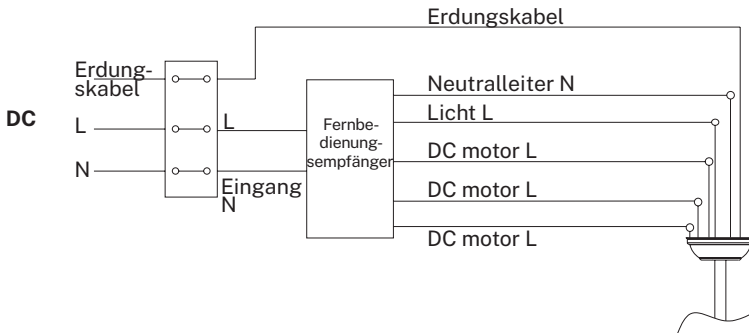 Erdungskabel
Erdung-
skabel
DC
L
N
L
Eingang
N
Fernbe-
dienung-
sempfänger
Neutralleiter N
Licht L
DC motor L
DC motor L
DC motor L